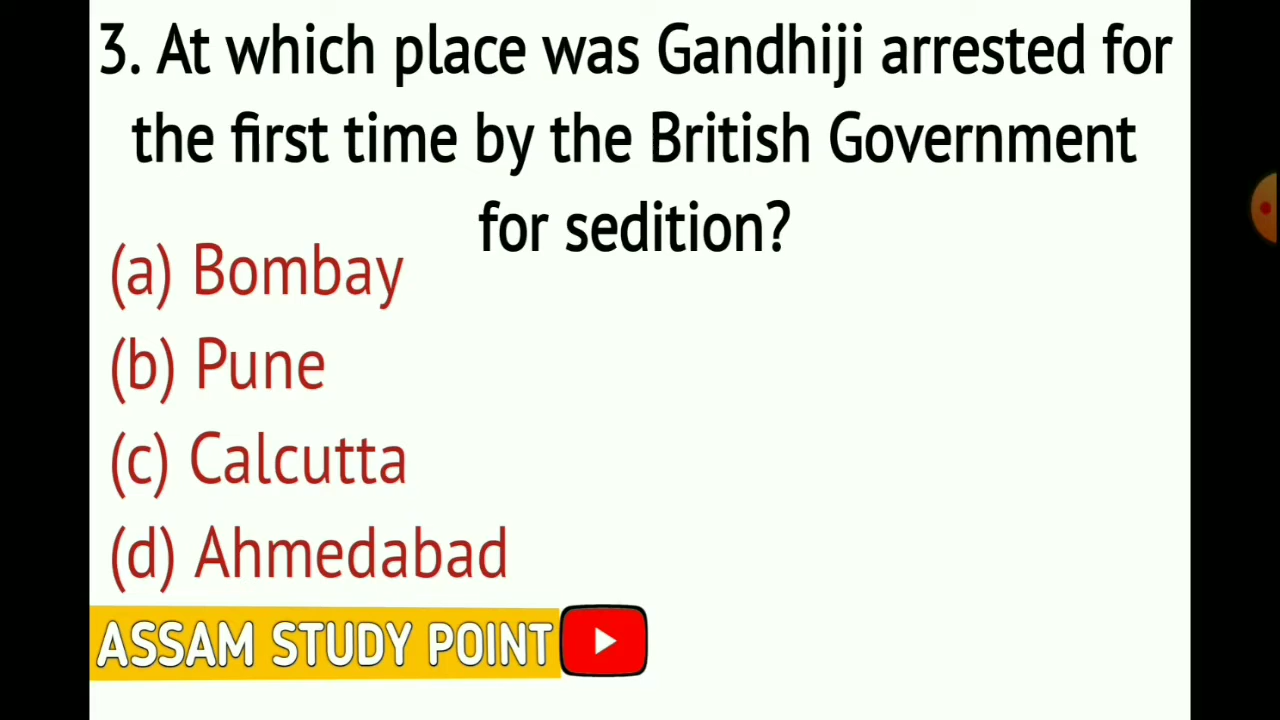 3. At which place was Gandhiji arrested for
the first time by the British Government
for sedition?
(a) Bombay
(b) Pune
(c) Calcutta
(d) Ahmedabad
ASSAM STUDY POINT